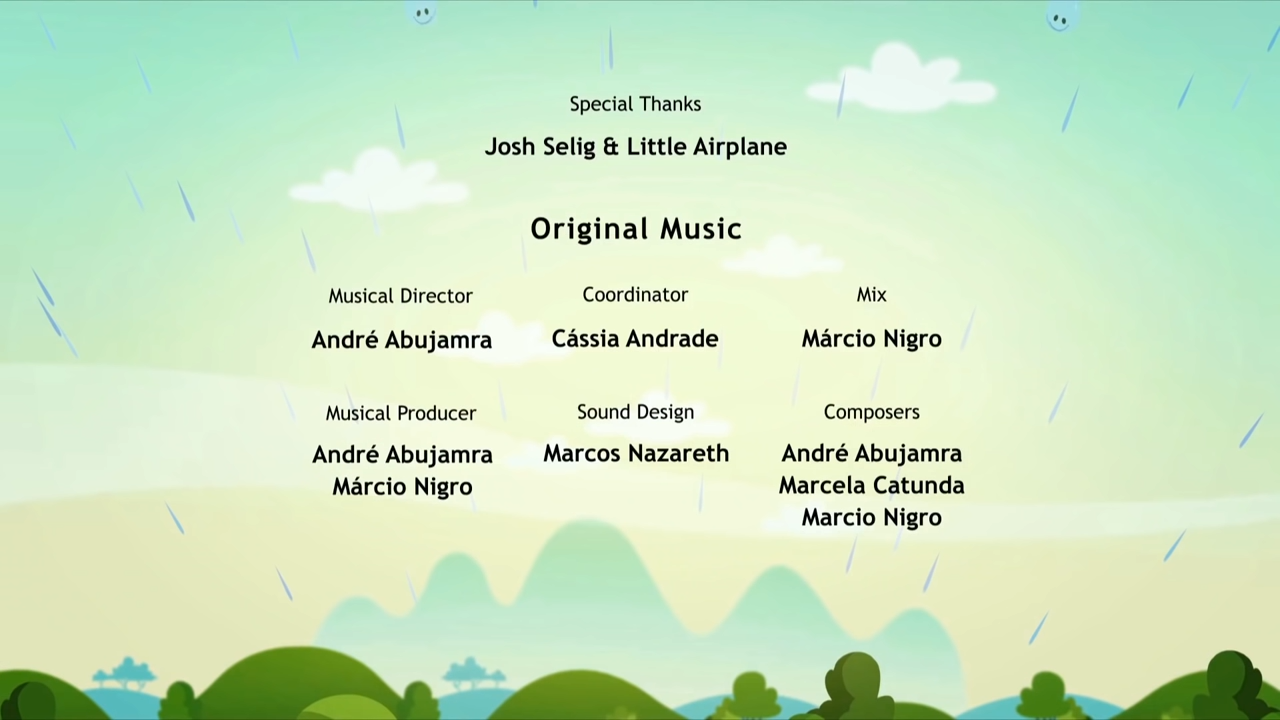 Special Thanks
Josh Selig & Little Airplane
Original Music
Musical Director
André Abujamra
Coordinator
Cássia Andrade
Mix
Márcio Nigro
Musical Producer
André Abujamra
Márcio Nigro
Sound Design
Marcos Nazareth
Composers
André Abujamra
Marcela Catunda
Marcio Nigro